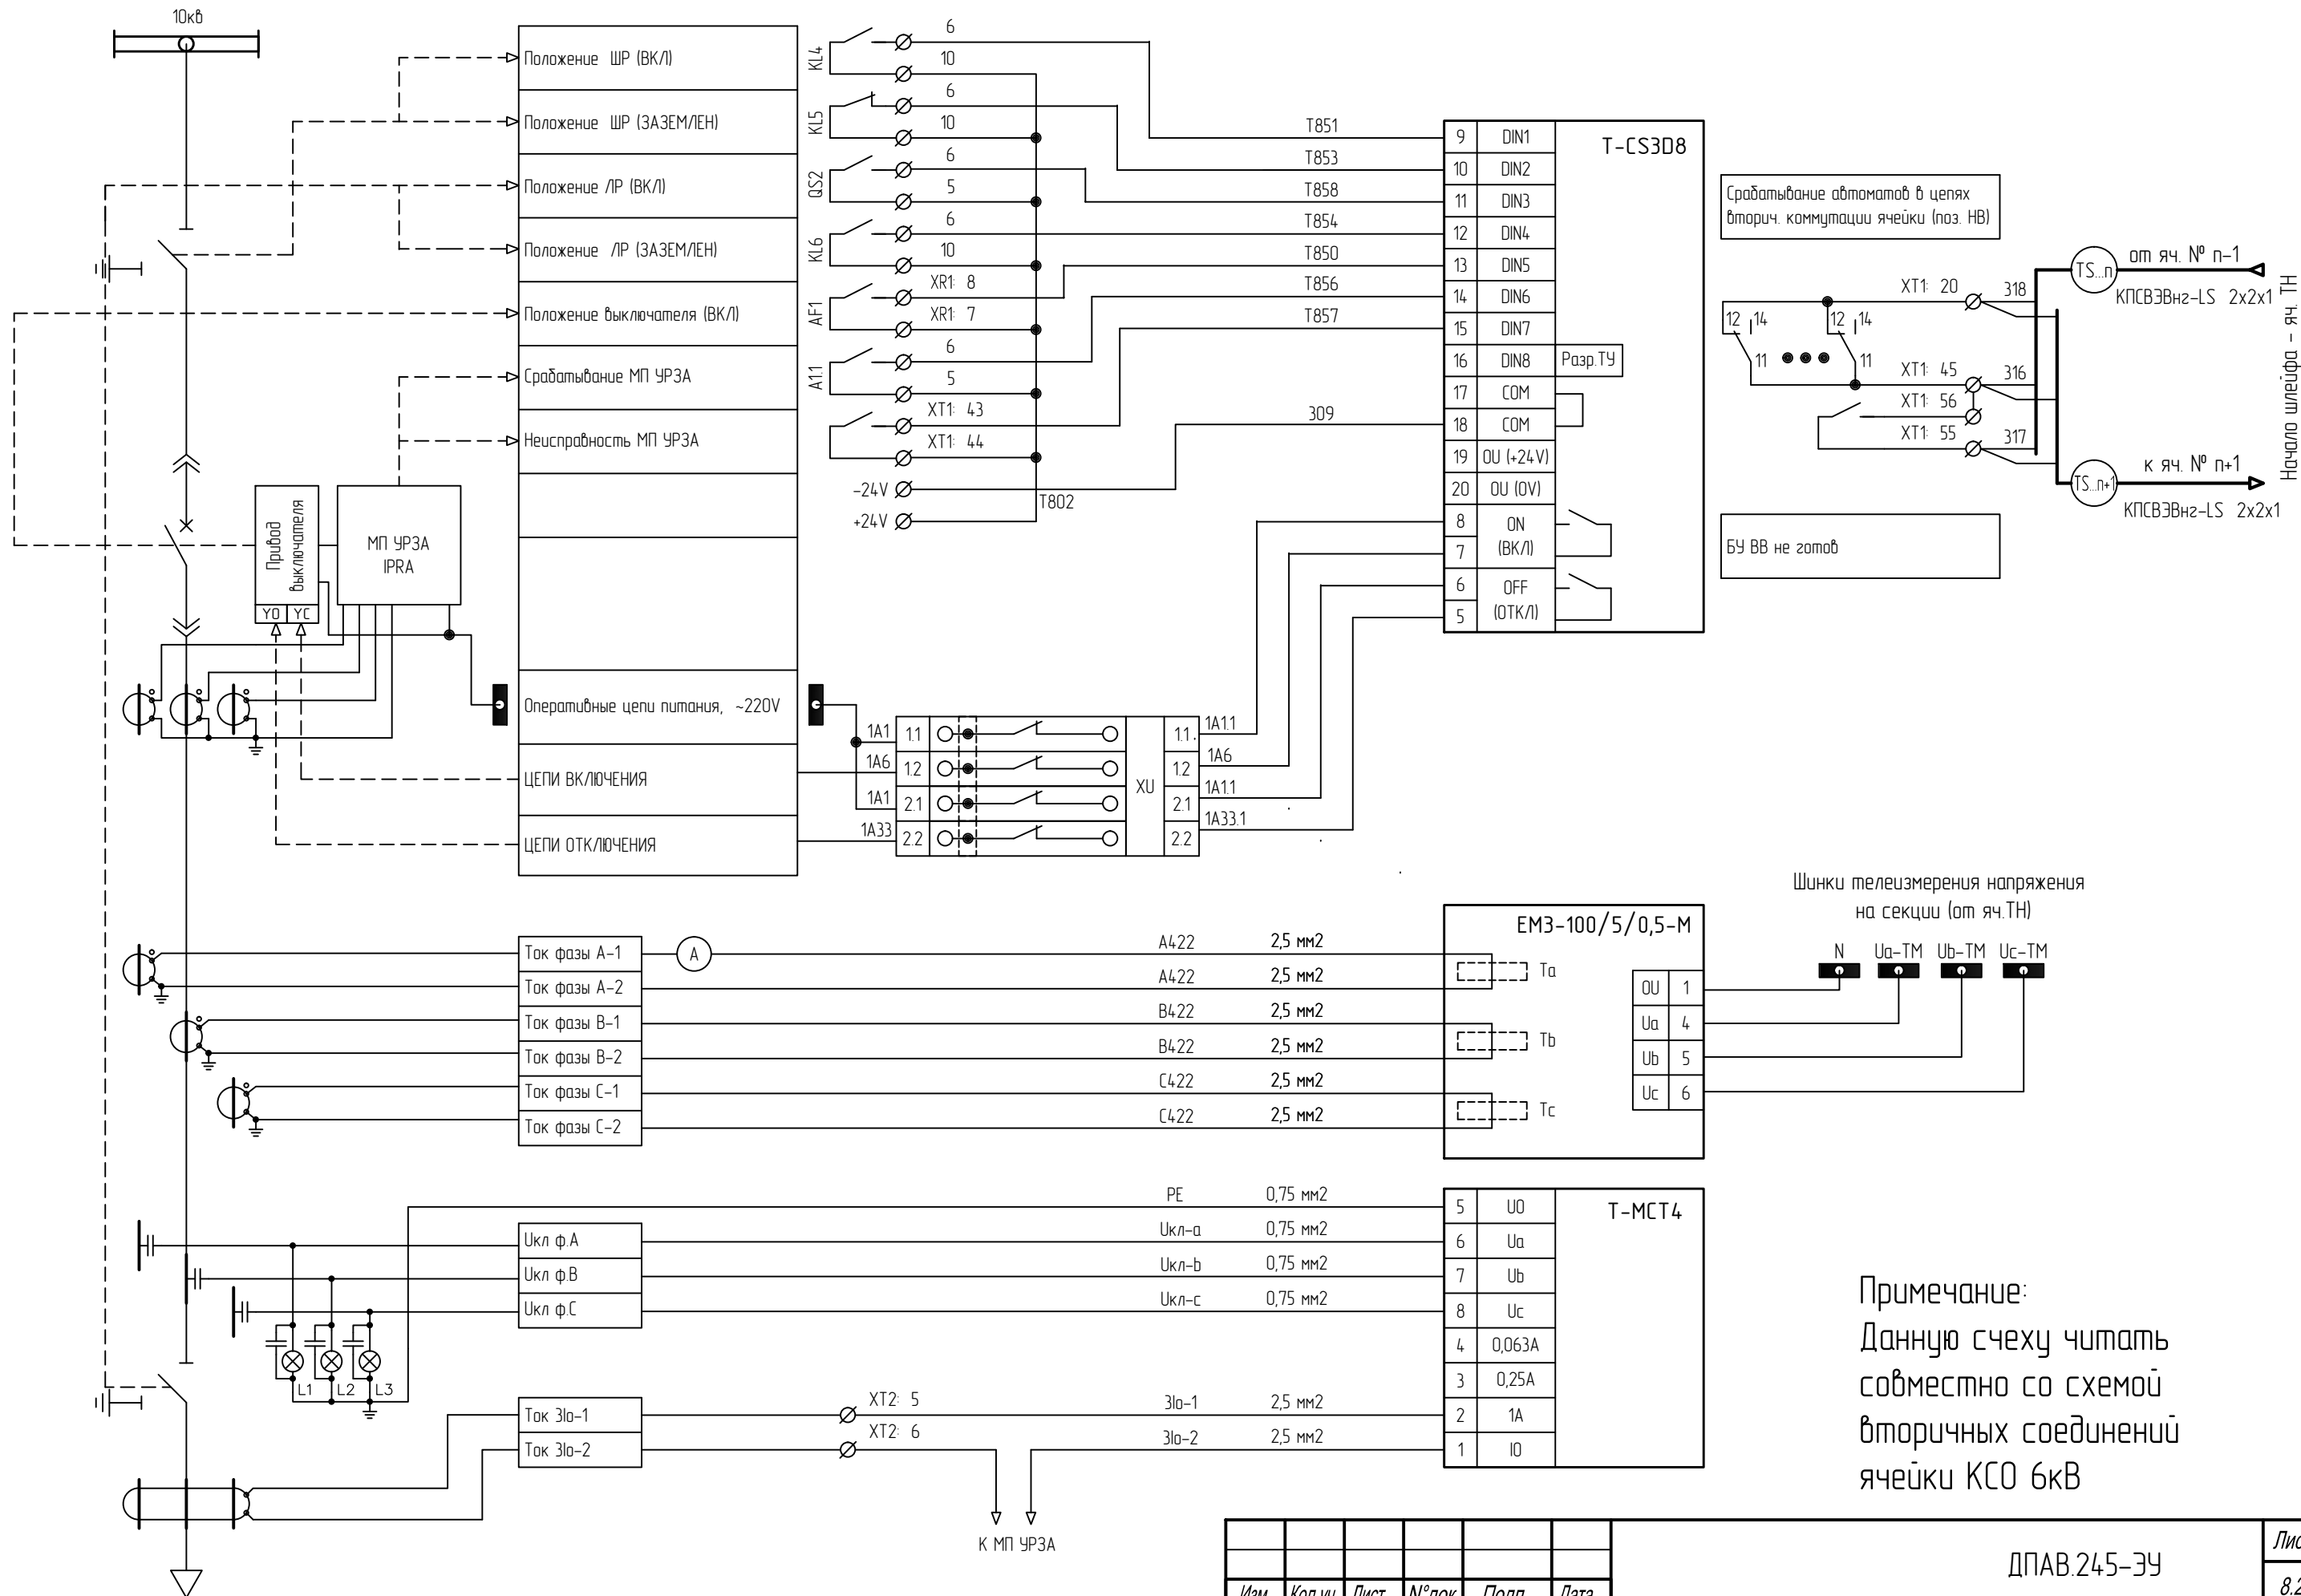 10кВ
Положение ШР (ВКЛ)
Положение ШР (ЗАЗЕМЛЕН)
Положение ЛР (ВКЛ)
Положение ЛР (ЗАЗЕМЛЕН)
Положение выключателя (ВКЛ)
Срабатывание МП УРЗА
Неисправность МП УРЗА
Оперативные цепи питания, ~220V
ЦЕПИ ВКЛЮЧЕНИЯ
ЦЕПИ ОТКЛЮЧЕНИЯ
Привод
выключателя
YO YC
МП УРЗА
IPRA
KL4
6
10
KL5
6
10
QS2
6
5
KL6
6
10
AF1
XR1: 8
XR1: 7
A1.1
6
5
XT1: 43
XT1: 44
-24V
+24V
T802
T851
T853
T858
T854
T850
T856
T857
309
T-CS3D8
9 DIN1
10 DIN2
11 DIN3
12 DIN4
13 DIN5
14 DIN6
15 DIN7
16 DIN8 Разр.ТУ
17 COM
18 COM
19 OU (+24V)
20 OU (0V)
8 ON
(ВКЛ)
7
6 OFF
(ОТКЛ)
5
Срабатывание автоматов в цепях
вторич. коммутации ячейки (поз. НВ)
12 14
11
12 14
11
XT1: 20
XT1: 45
XT1: 56
XT1: 55
318
316
317
TS...n
от яч. № n-1
КПСВЭВнг-LS 2x2x1
TS...n+1
к яч. № n+1
КПСВЭВнг-LS 2x2x1
Начало шлейфа - яч. ТН
БУ ВВ не готов
1A1 1.1 1.1. 1A1.1
1A6 1.2 1.2 1A6
1A1 2.1 2.1 1A1.1
1A33 2.2 2.2 1A33.1
XU
Ток фазы А-1
Ток фазы А-2
Ток фазы В-1
Ток фазы В-2
Ток фазы С-1
Ток фазы С-2
A
A422 2,5 мм2
A422 2,5 мм2
B422 2,5 мм2
B422 2,5 мм2
C422 2,5 мм2
C422 2,5 мм2
ЕМ3-100/5/0,5-М
Ta
Tb
Tc
OU 1
Ua 4
Ub 5
Uc 6
Шинки телеизмерения напряжения
на секции (от яч.ТН)
N Ua-TM Ub-TM Uc-TM
Uкл ф.А
Uкл ф.В
Uкл ф.С
L1 L2 L3
PE 0,75 мм2
Uкл-a 0,75 мм2
Uкл-b 0,75 мм2
Uкл-c 0,75 мм2
T-MCT4
5 U0
6 Ua
7 Ub
8 Uc
4 0,063A
3 0,25A
2 1A
1 I0
Ток 3Io-1
Ток 3Io-2
XT2: 5
XT2: 6
3Io-1 2,5 мм2
3Io-2 2,5 мм2
К МП УРЗА
Примечание:
Данную счеху читать
совместно со схемой
вторичных соединений
ячейки КСО 6кВ
ДПАВ.245-ЭУ
Изм. Кол.уч. Лист N°док. Подп. Дата